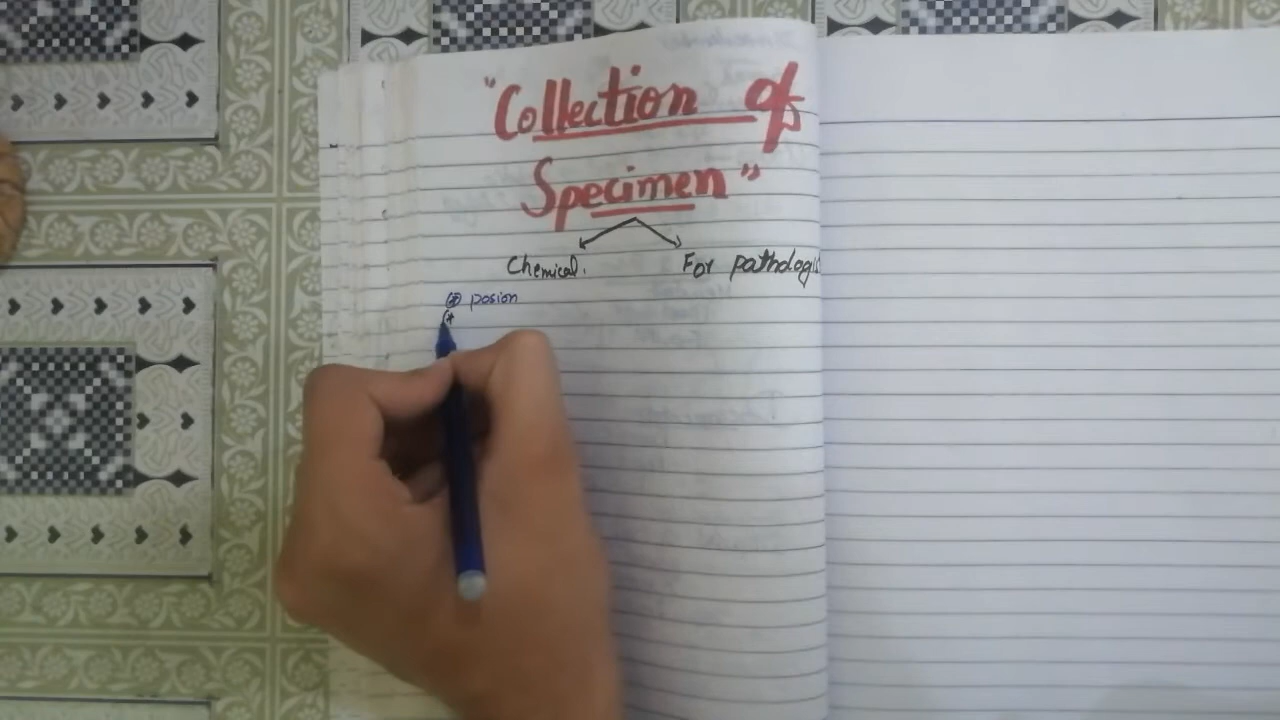 "Collection of
Specimen"
Chemical. For pathologis
posion